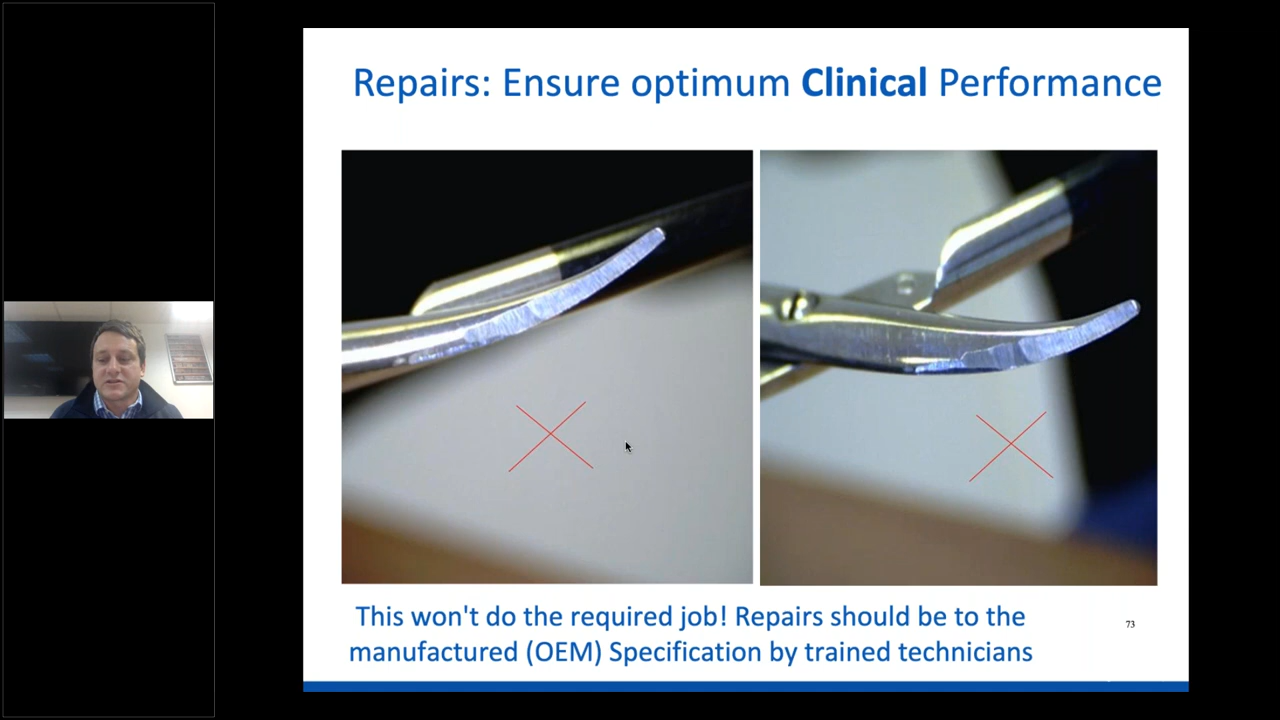 Repairs: Ensure optimum Clinical Performance
This won't do the required job! Repairs should be to the
manufactured (OEM) Specification by trained technicians
73